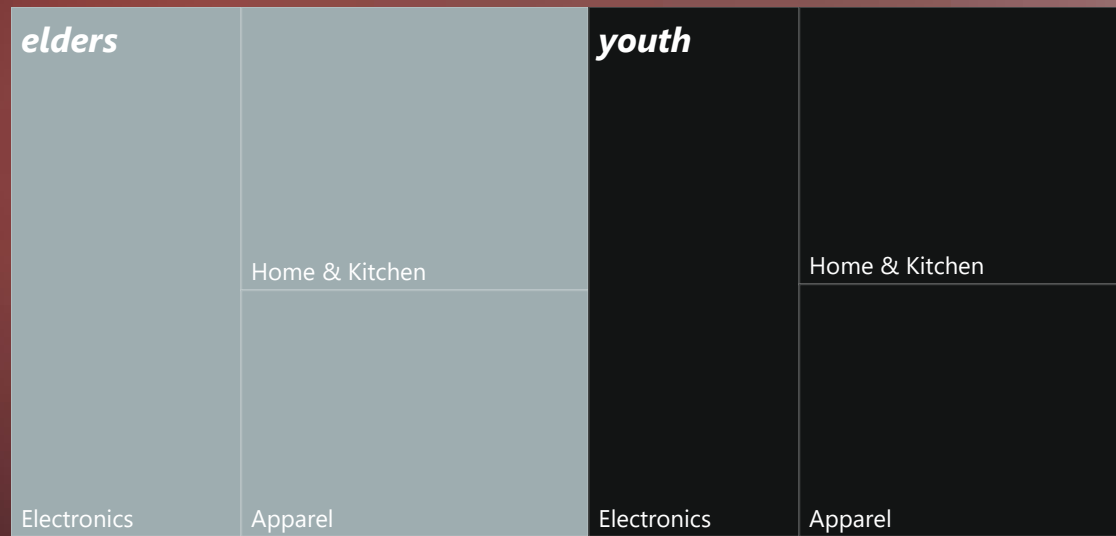 elders
Home & Kitchen
Electronics
Apparel
youth
Home & Kitchen
Electronics
Apparel